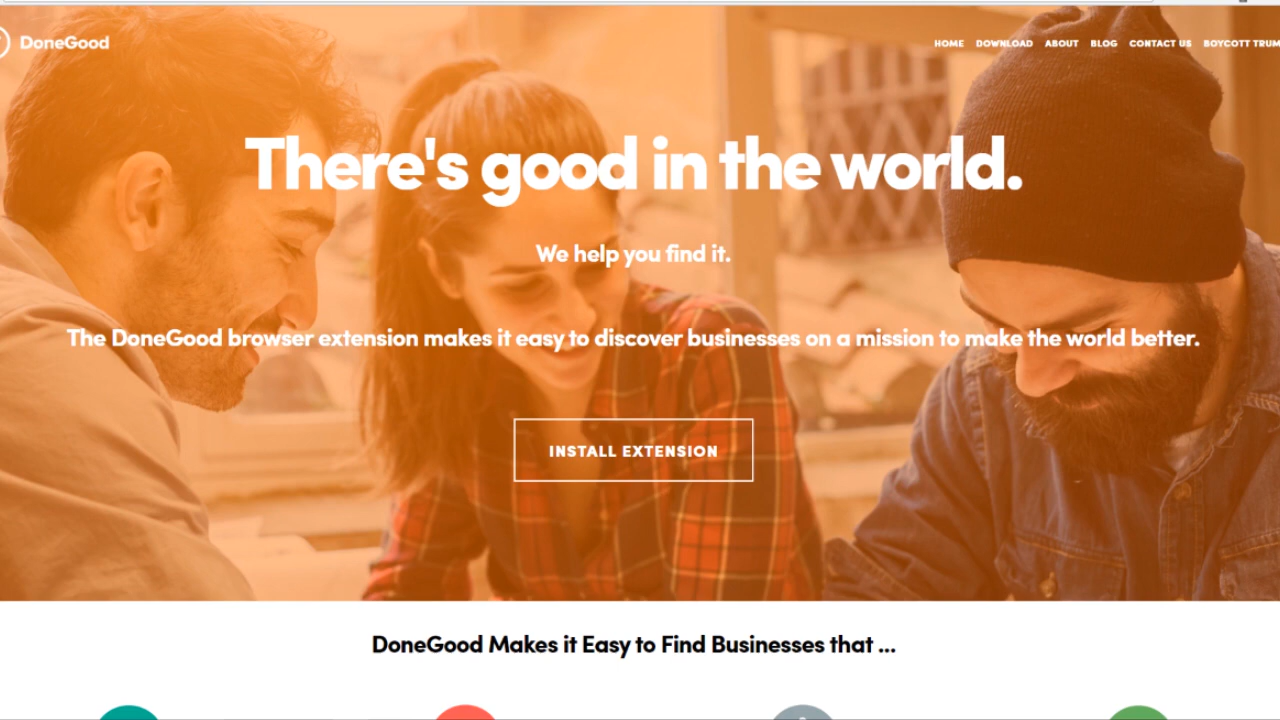 DoneGood
HOME DOWNLOAD ABOUT BLOG CONTACT US BOYCOTT TRUM
There's good in the world.
We help you find it.
The DoneGood browser extension makes it easy to discover businesses on a mission to make the world better.
INSTALL EXTENSION
DoneGood Makes it Easy to Find Businesses that ...